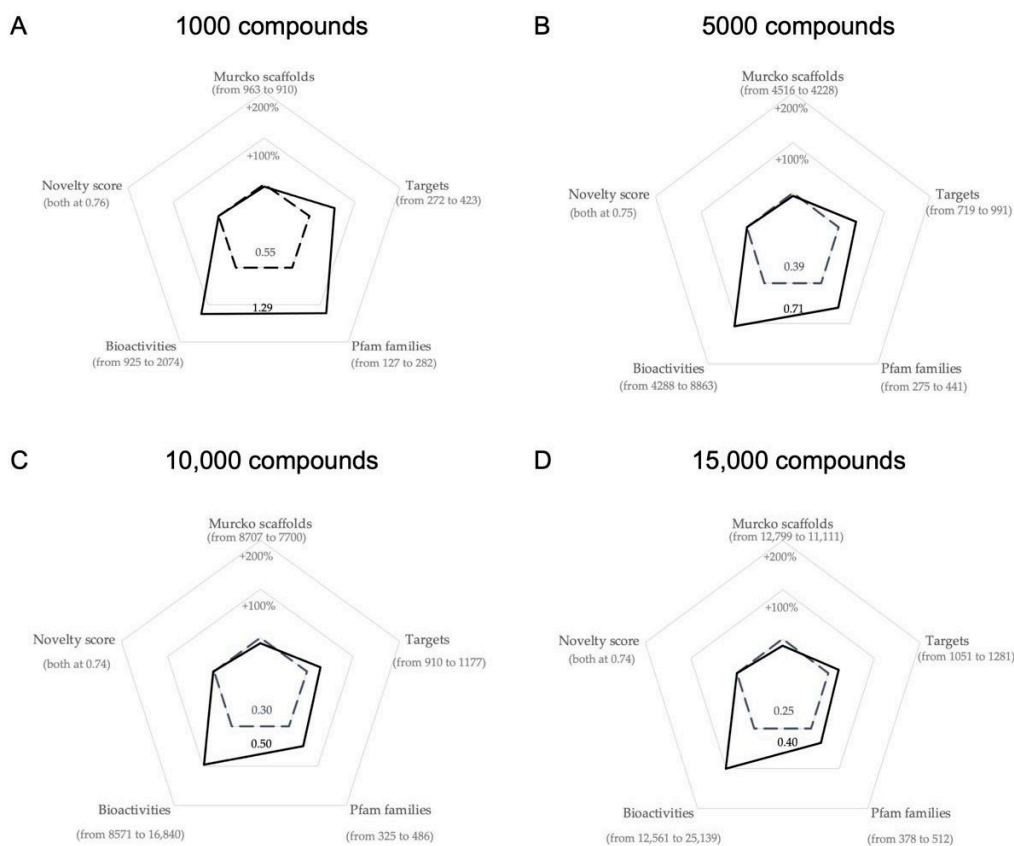 A
1000 compounds
Murcko scaffolds
(from 963 to 910)
+200%
+100%
Novelty score
(both at 0.76)
Targets
(from 272 to 423)
0.55
1.29
Bioactivities
(from 925 to 2074)
Pfam families
(from 127 to 282)
B
5000 compounds
Murcko scaffolds
(from 4516 to 4228)
+200%
+100%
Novelty score
(both at 0.75)
Targets
(from 719 to 991)
0.39
0.71
Bioactivities
(from 4288 to 8863)
Pfam families
(from 275 to 441)
C
10,000 compounds
Murcko scaffolds
(from 8707 to 7700)
+200%
+100%
Novelty score
(both at 0.74)
Targets
(from 910 to 1177)
0.30
0.50
Bioactivities
(from 8571 to 16,840)
Pfam families
(from 325 to 486)
D
15,000 compounds
Murcko scaffolds
(from 12,799 to 11,111)
+200%
+100%
Novelty score
(both at 0.74)
Targets
(from 1051 to 1281)
0.25
0.40
Bioactivities
(from 12,561 to 25,139)
Pfam families
(from 378 to 512)